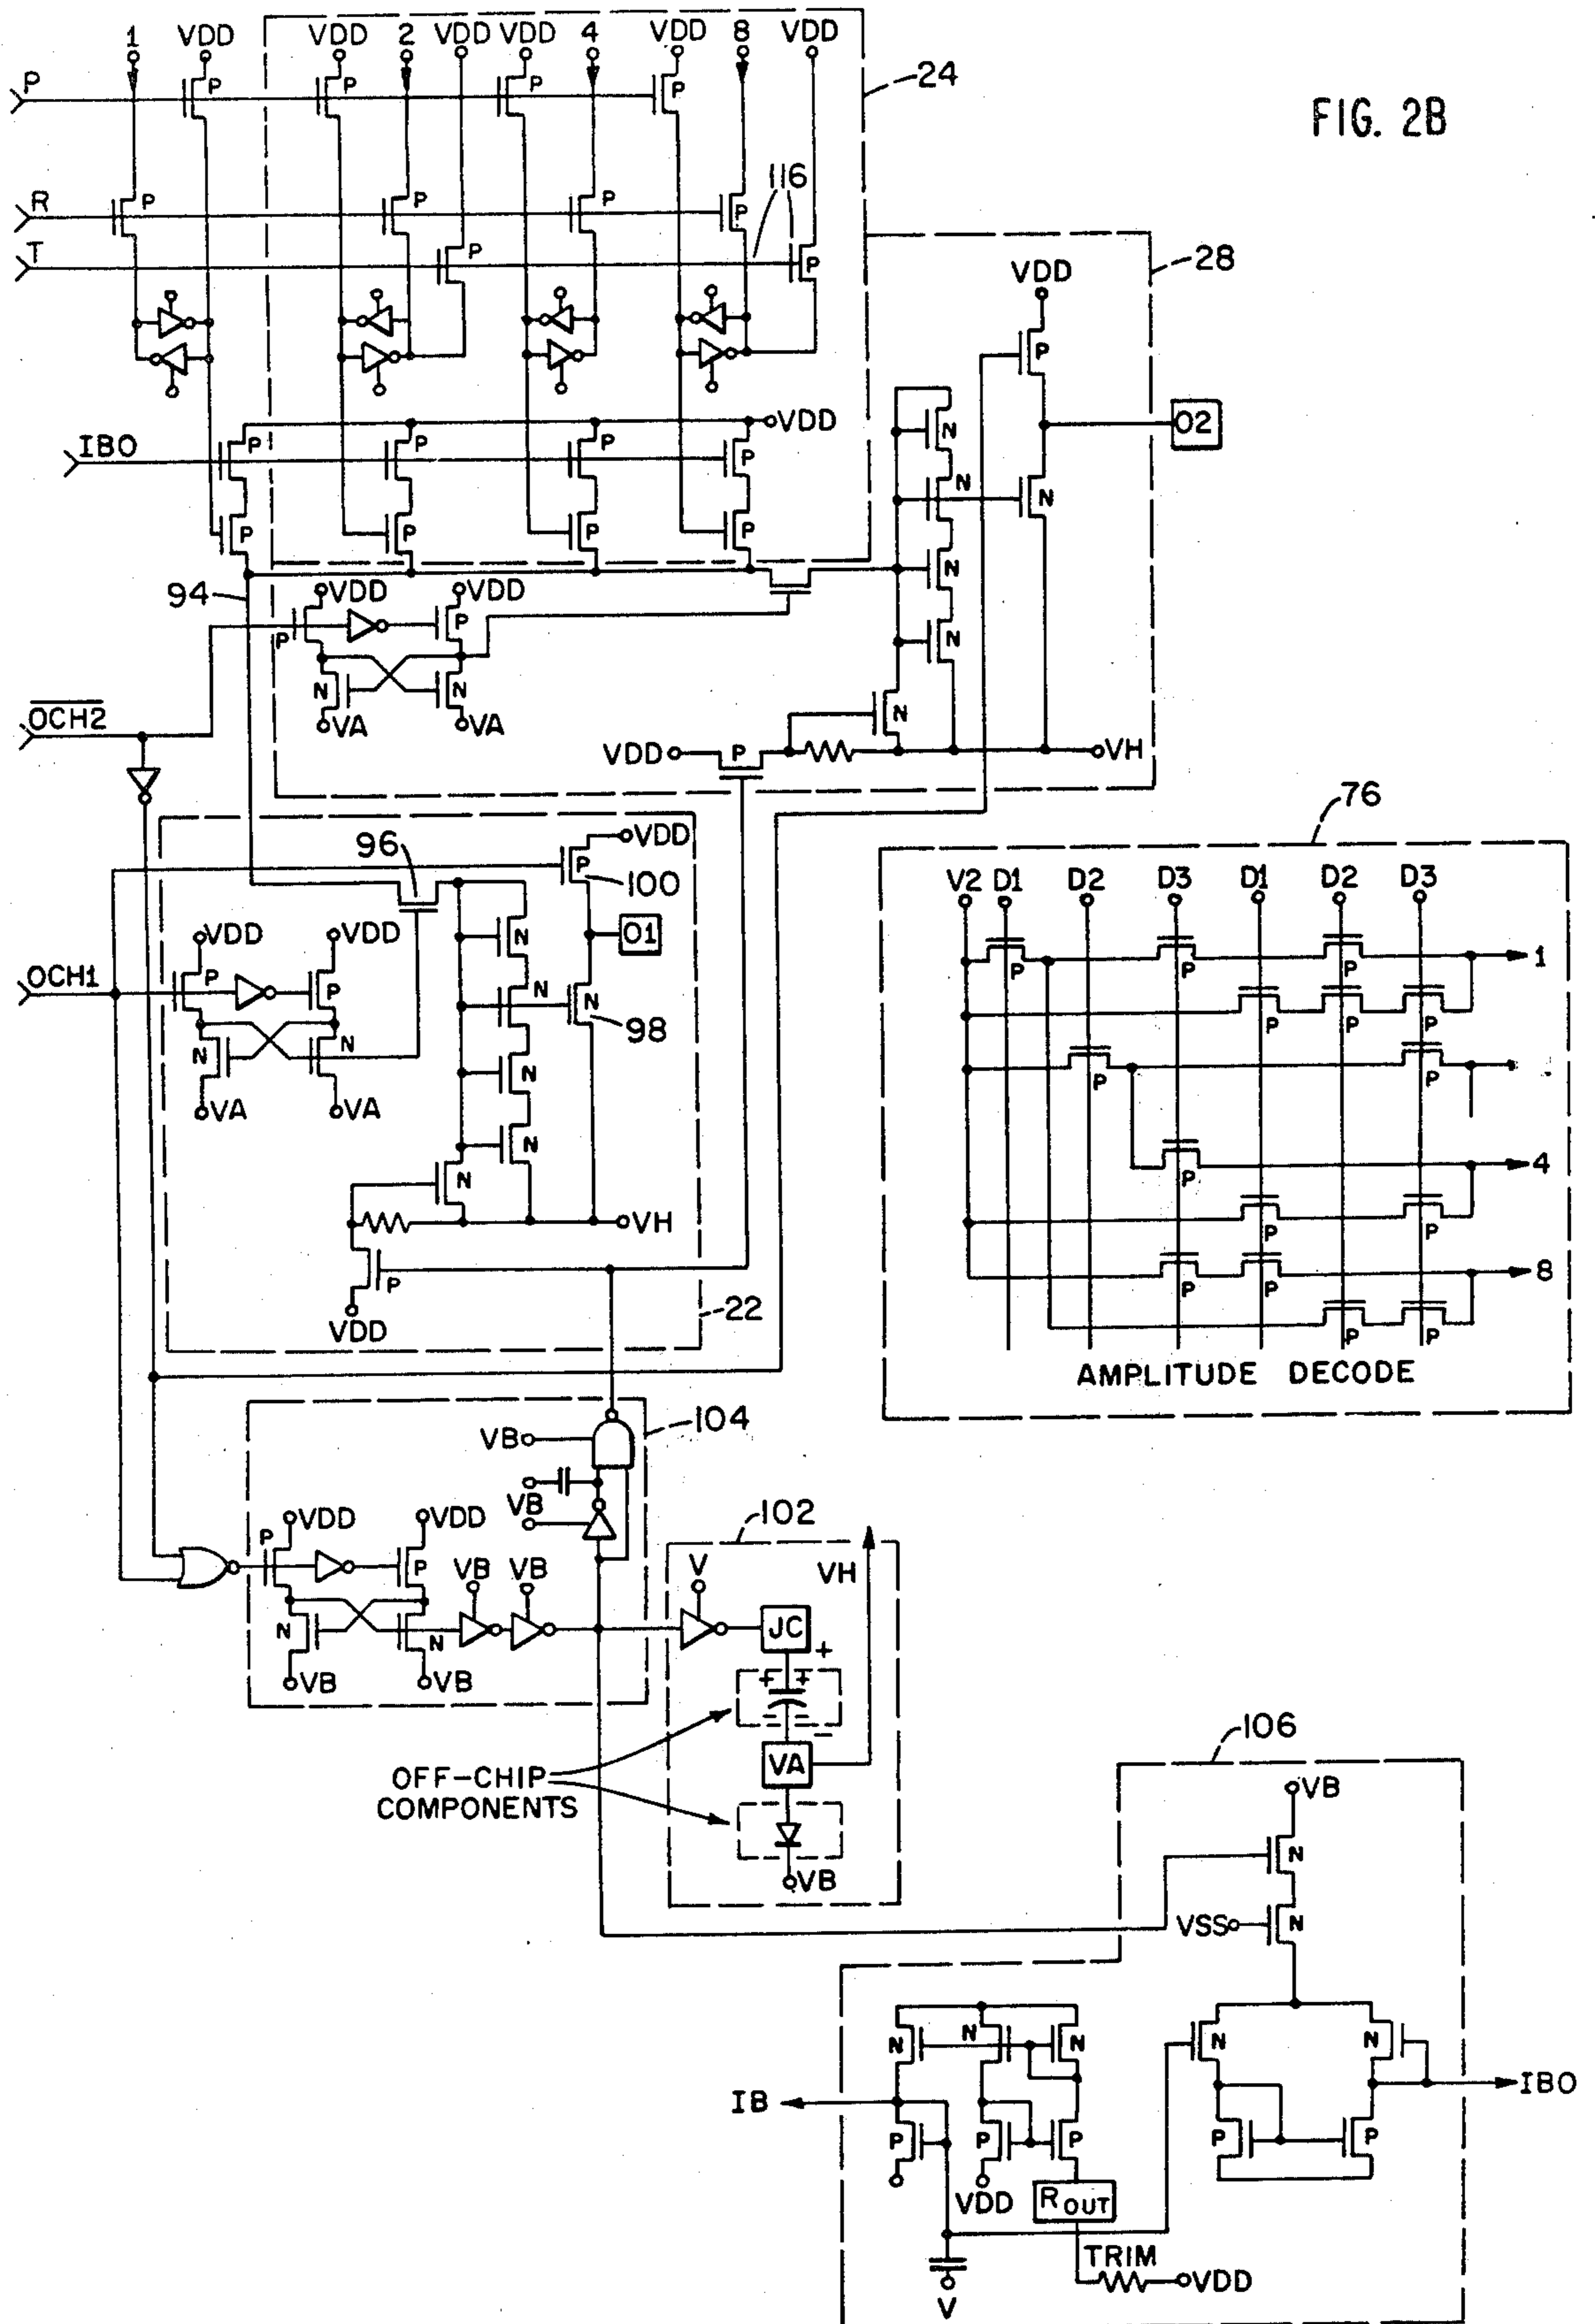 1 VDD VDD 2 VDD VDD 4 VDD 8 VDD
24
FIG. 2B
P P P P P
116
R P P P P
T P P
28
VDD
P
VDD
O2
IBO P P P P
N
N
N
P P P P
N
94
VDD VDD
P P
N
N N
N
VA VA
OCH2
VDD P VH
76
96
VDD
P
100
V2 D1 D2 D3 D1 D2 D3
O1
VDD VDD
N
P P P
1
OCH1
P P
N
N
98
P P P
N N
N
P P
VA VA
N
N
P
4
VH
P P
P
22
P P
8
VDD
P P
AMPLITUDE DECODE
104
VB
VB
VDD VDD
102
P P
VB VB
V
VH
N N
JC
+
+ +
VB VB
- -
-
106
OFF-CHIP
COMPONENTS
VA
VB
VB
N
VSS N
N N N
N N
IB
IBO
P P P
P P
VDD
ROUT
TRIM
VDD
V